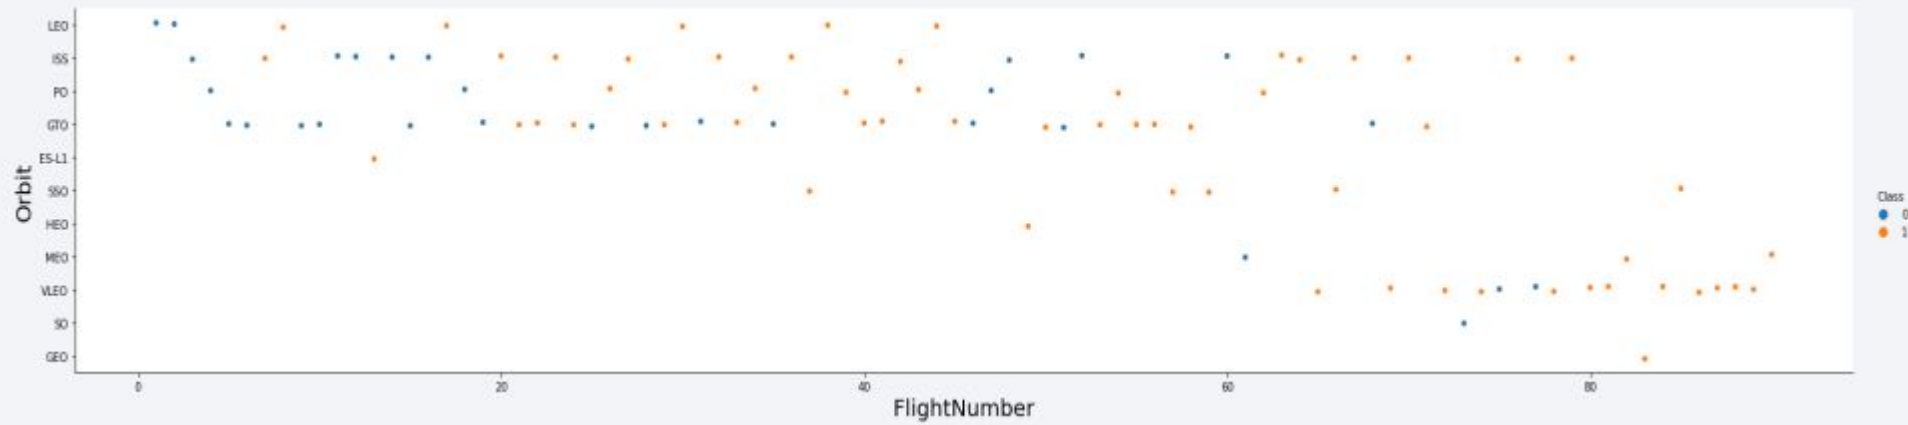 LEO
ISS
PO
GTO
ES-L1
SSO
HEO
MEO
VLEO
SO
GEO
Orbit
0 20 40 60 80
FlightNumber
Class
0
1